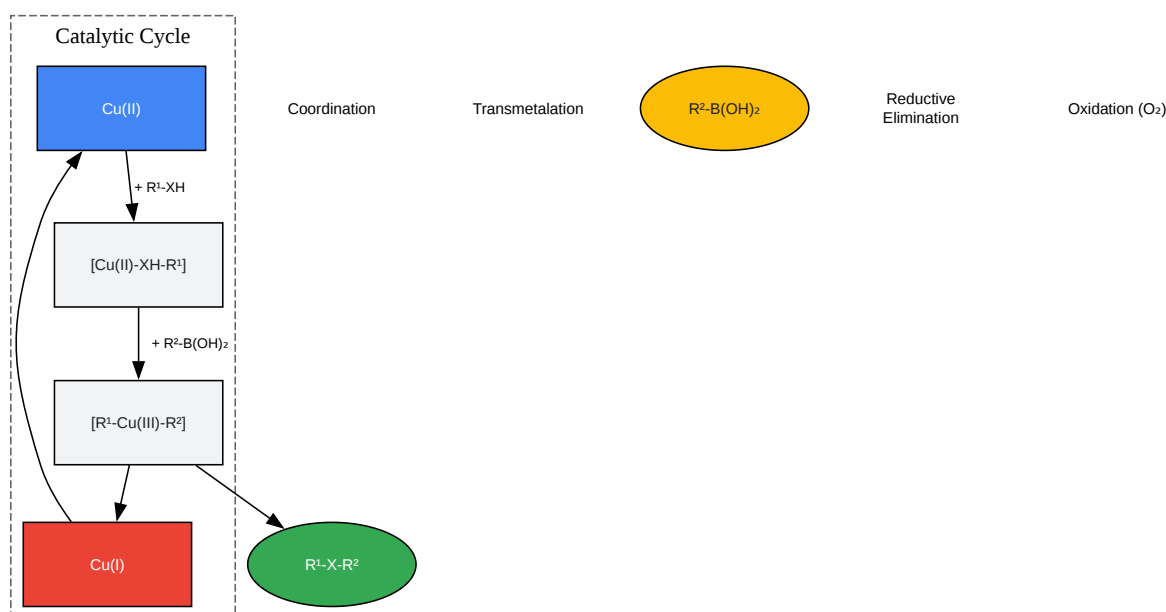 Catalytic Cycle
Cu(II)
Coordination
Transmetalation
R²-B(OH)₂
Reductive
Elimination
Oxidation (O₂)
+ R¹-XH
[Cu(II)-XH-R¹]
+ R²-B(OH)₂
[R¹-Cu(III)-R²]
Cu(I)
R¹-X-R²